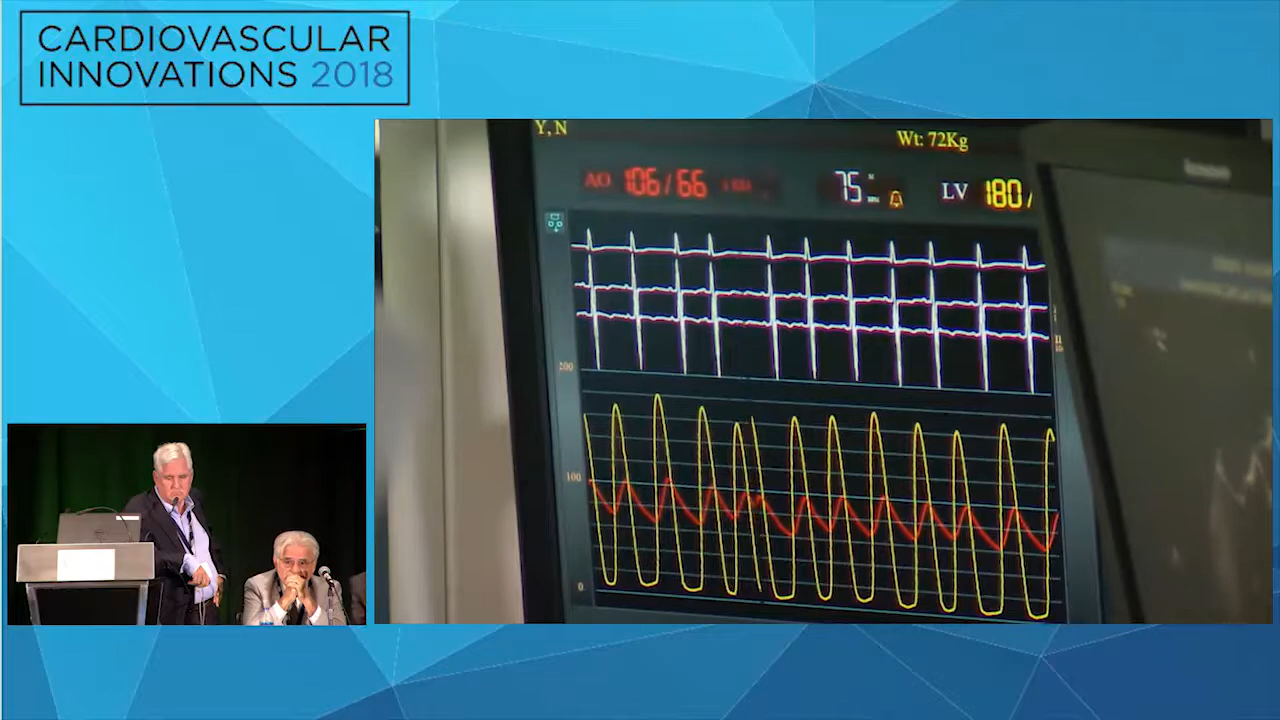 CARDIOVASCULAR
INNOVATIONS 2018
Y, N
Wt: 72Kg
AO 106/66
75
LV 180/
200
100
0